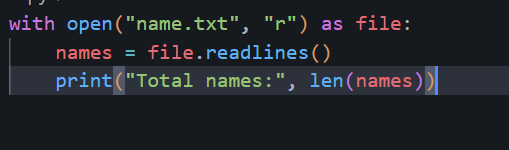 with open("name.txt", "r") as file:
    names = file.readlines()
    print("Total names:", len(names))